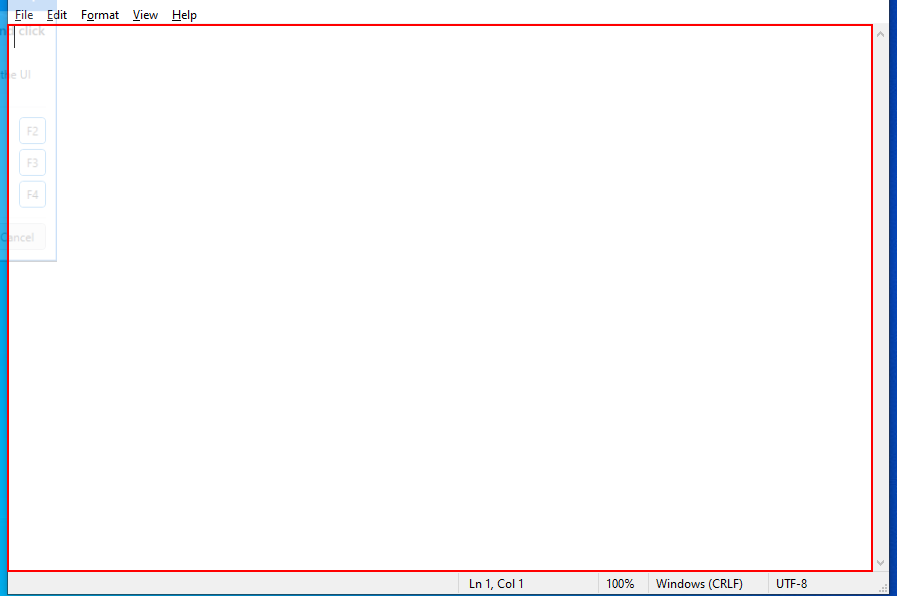 File Edit Format View Help
nd click
the UI
F2
F3
F4
Cancel
Ln 1, Col 1 100% Windows (CRLF) UTF-8